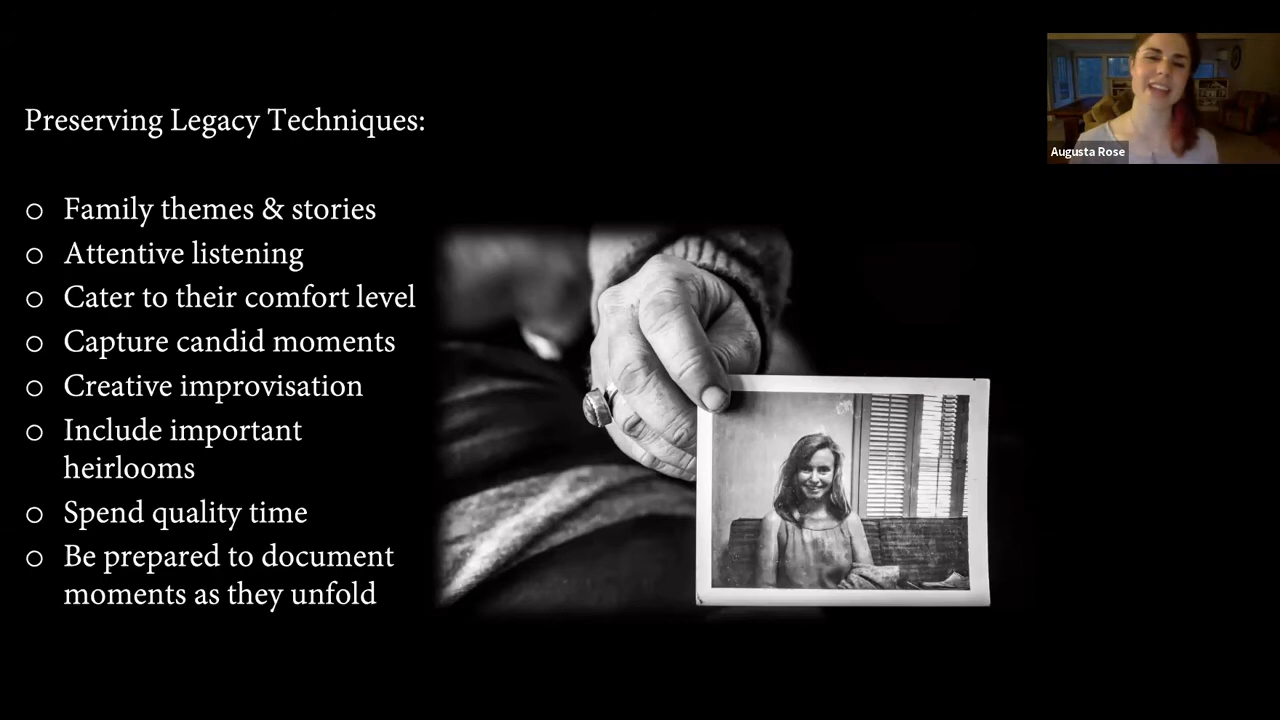 Preserving Legacy Techniques:
Family themes & stories
Attentive listening
Cater to their comfort level
Capture candid moments
Creative improvisation
Include important
heirlooms
Spend quality time
Be prepared to document
moments as they unfold
Augusta Rose